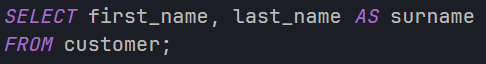 SELECT first_name, last_name AS surname
FROM customer;